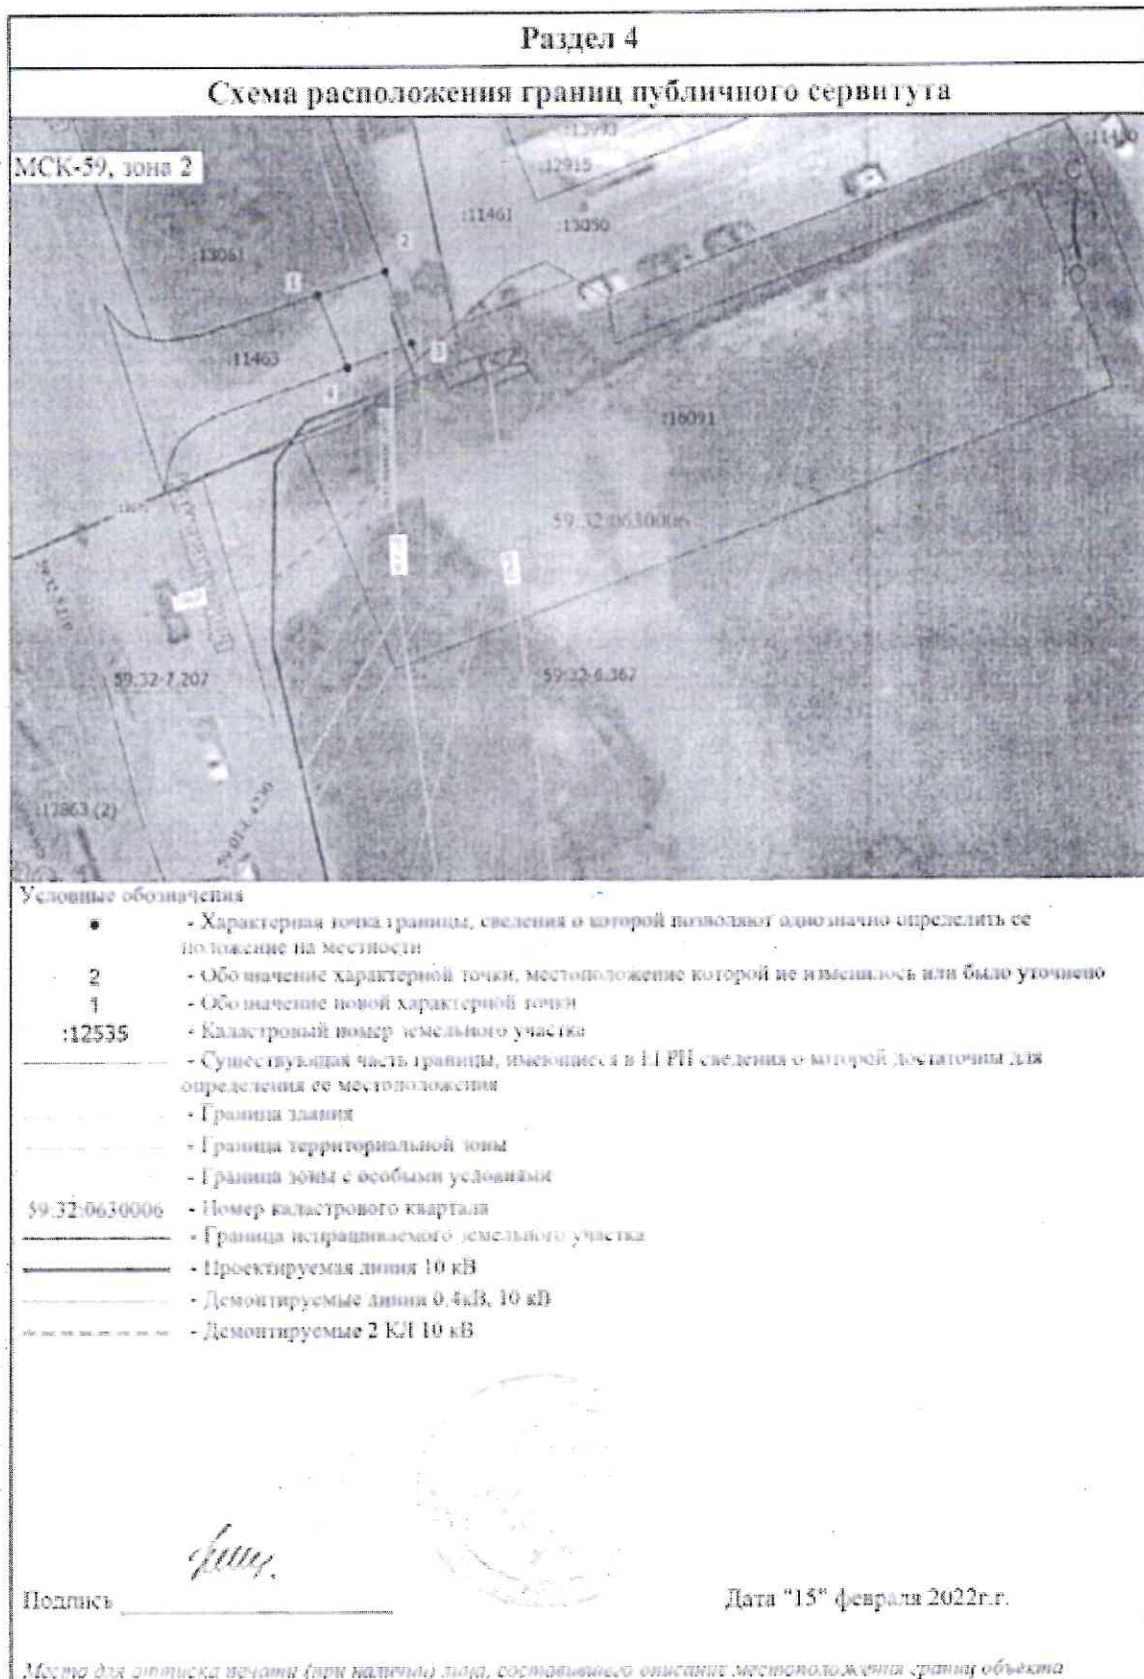 Раздел 4
Схема расположения границ публичного сервитута
МСК-59, зона 2
:12915
:11461
:13050
:13061
2
1
:11463
3
4
:16091
59:32:0630006
59:32-7.207
59:32-6.367
:12863 (2)
Условные обозначения
- Характерная точка границы, сведения о которой позволяют однозначно определить ее
положение на местности
2 - Обозначение характерной точки, местоположение которой не изменилось или было уточнено
1 - Обозначение новой характерной точки
:12535 - Кадастровый номер земельного участка
- Существующая часть границы, имеющиеся в ЕГРН сведения о которой достаточны для
определения ее местоположения
- Граница здания
- Граница территориальной зоны
- Граница зоны с особыми условиями
59:32:0630006 - Номер кадастрового квартала
- Граница испрашиваемого земельного участка
- Проектируемая линия 10 кВ
- Демонтируемые линии 0,4кВ, 10 кВ
- Демонтируемые 2 КЛ 10 кВ
Подпись
Дата "15" февраля 2022г.г.
Место для оттиска печати (при наличии) лица, составившего описание местоположения границ объекта